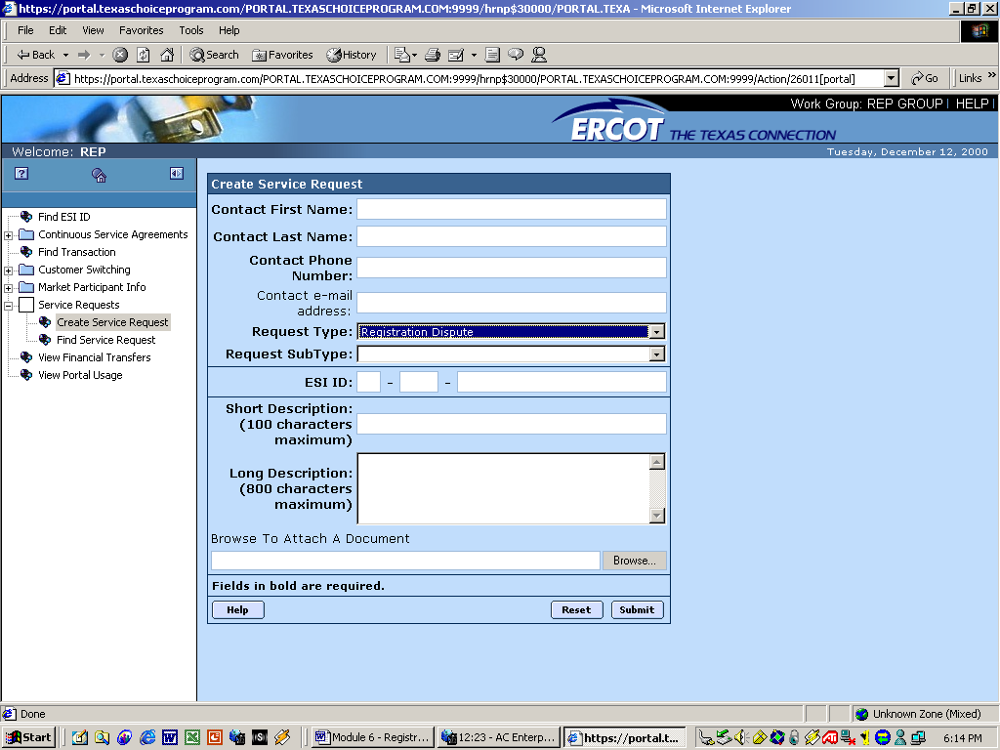 https://portal.texaschoiceprogram.com/PORTAL.TEXASCHOICEPROGRAM.COM:9999/hrnp$30000/PORTAL.TEXA - Microsoft Internet Explorer
File Edit View Favorites Tools Help
Back Search Favorites History
Address https://portal.texaschoiceprogram.com/PORTAL.TEXASCHOICEPROGRAM.COM:9999/hrnp$30000/PORTAL.TEXASCHOICEPROGRAM.COM:9999/Action/26011[portal] Go Links »
Work Group: REP GROUP | HELP |
ERCOT THE TEXAS CONNECTION
Welcome: REP
Tuesday, December 12, 2000
Find ESI ID
Continuous Service Agreements
Find Transaction
Customer Switching
Market Participant Info
Service Requests
Create Service Request
Find Service Request
View Financial Transfers
View Portal Usage
Create Service Request
Contact First Name:
Contact Last Name:
Contact Phone
Number:
Contact e-mail
address:
Request Type: Registration Dispute
Request SubType:
ESI ID: - -
Short Description:
(100 characters
maximum)
Long Description:
(800 characters
maximum)
Browse To Attach A Document
Browse...
Fields in bold are required.
Help Reset Submit
Done Unknown Zone (Mixed)
Start Module 6 - Registr... 12:23 - AC Enterp... https://portal.t... 6:14 PM